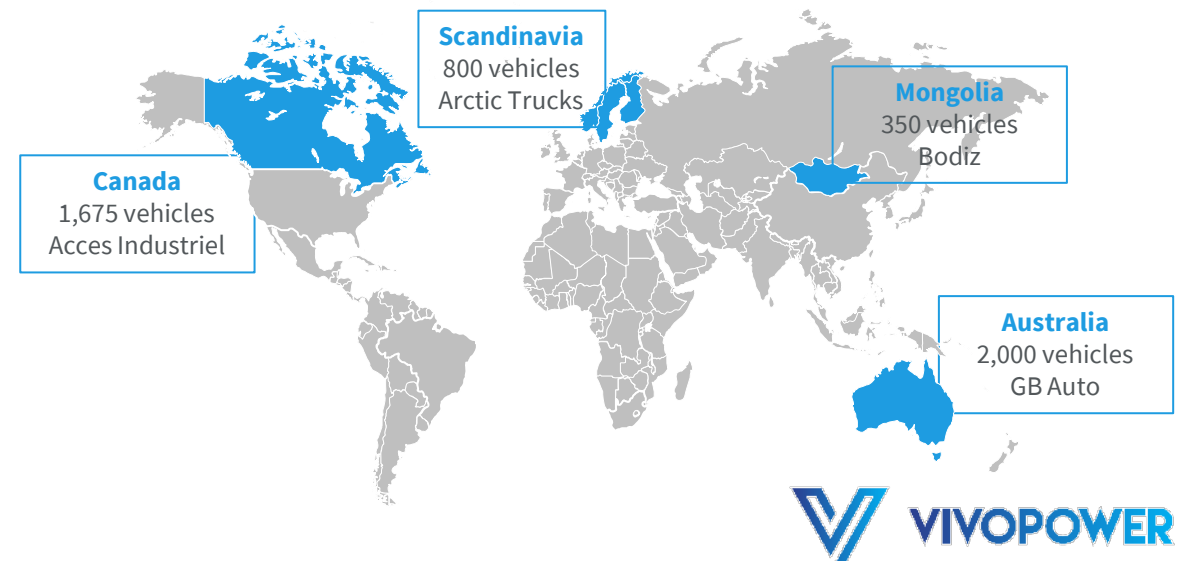 Scandinavia
800 vehicles
Arctic Trucks
Mongolia
350 vehicles
Bodiz
Canada
1,675 vehicles
Acces Industriel
Australia
2,000 vehicles
GB Auto
VIVOPOWER